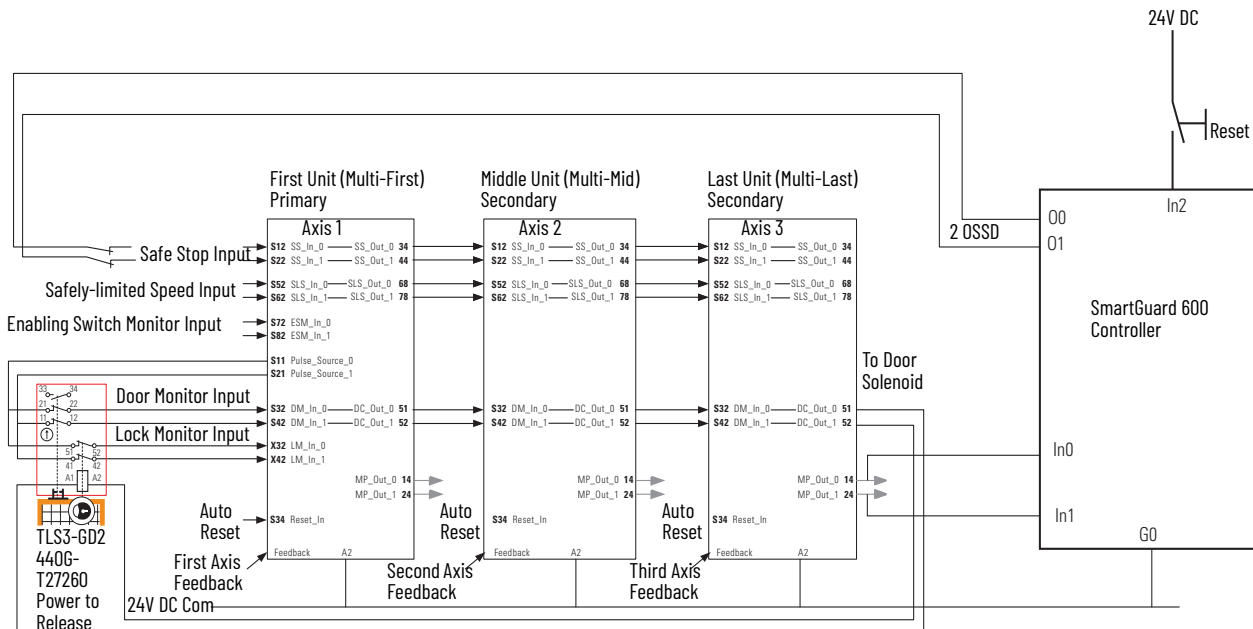 24V DC
Reset
First Unit (Multi-First)
Primary
Middle Unit (Multi-Mid)
Secondary
Last Unit (Multi-Last)
Secondary
Axis 1
Axis 2
Axis 3
In2
O0
O1
2 OSSD
SmartGuard 600
Controller
In0
In1
G0
Safe Stop Input
Safely-limited Speed Input
Enabling Switch Monitor Input
Door Monitor Input
Lock Monitor Input
S12 SS_In_0 SS_Out_0 34
S22 SS_In_1 SS_Out_1 44
S52 SLS_In_0 SLS_Out_0 68
S62 SLS_In_1 SLS_Out_1 78
S72 ESM_In_0
S82 ESM_In_1
S11 Pulse_Source_0
S21 Pulse_Source_1
S32 DM_In_0 DC_Out_0 51
S42 DM_In_1 DC_Out_1 52
X32 LM_In_0
X42 LM_In_1
MP_Out_0 14
MP_Out_1 24
Auto
Reset
S34 Reset_In
Feedback A2
First Axis
Feedback
S12 SS_In_0 SS_Out_0 34
S22 SS_In_1 SS_Out_1 44
S52 SLS_In_0 SLS_Out_0 68
S62 SLS_In_1 SLS_Out_1 78
S32 DM_In_0 DC_Out_0 51
S42 DM_In_1 DC_Out_1 52
MP_Out_0 14
MP_Out_1 24
Auto
Reset
S34 Reset_In
Feedback A2
Second Axis
Feedback
S12 SS_In_0 SS_Out_0 34
S22 SS_In_1 SS_Out_1 44
S52 SLS_In_0 SLS_Out_0 68
S62 SLS_In_1 SLS_Out_1 78
S32 DM_In_0 DC_Out_0 51
S42 DM_In_1 DC_Out_1 52
MP_Out_0 14
MP_Out_1 24
Auto
Reset
S34 Reset_In
Feedback A2
Third Axis
Feedback
To Door
Solenoid
33 34
21 22
11 12
51 52
41 42
A1 A2
TLS3-GD2
440G-
T27260
Power to
Release
24V DC Com